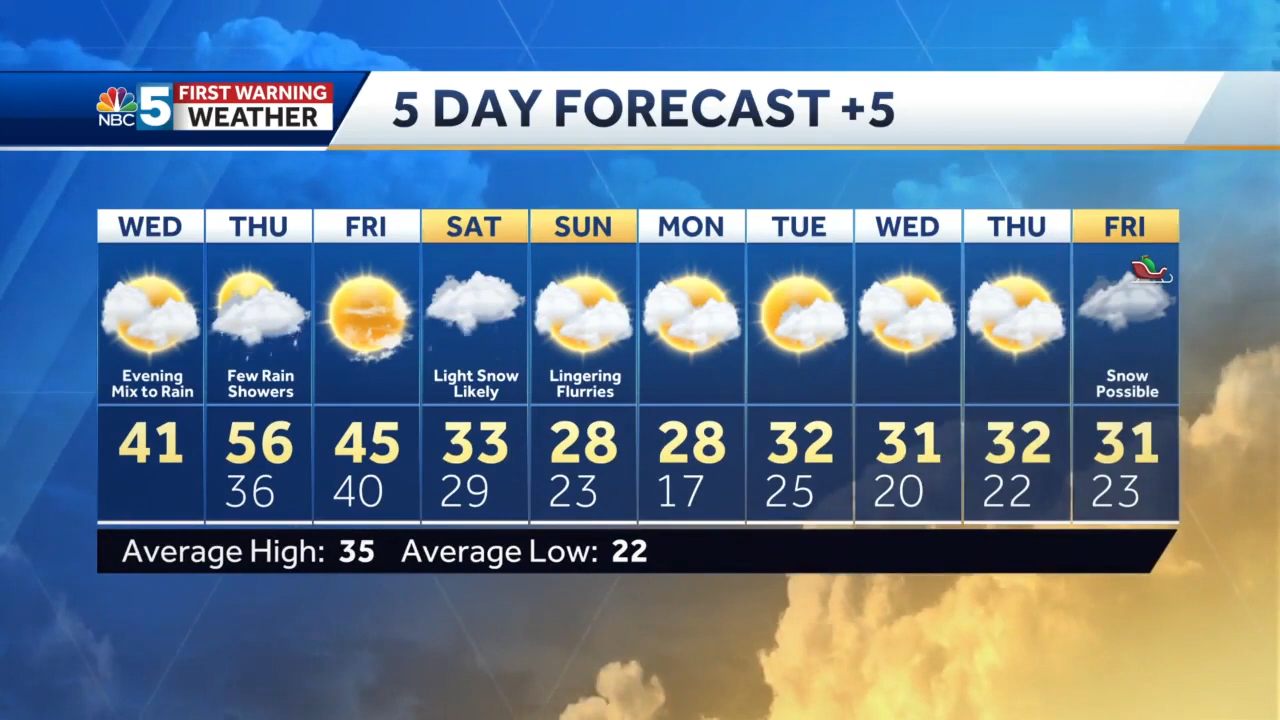 NBC 5 FIRST WARNING
WEATHER
5 DAY FORECAST +5
WED THU FRI SAT SUN MON TUE WED THU FRI
Evening
Mix to Rain
Few Rain
Showers
Light Snow
Likely
Lingering
Flurries
Snow
Possible
41 56 45 33 28 28 32 31 32 31
36 40 29 23 17 25 20 22 23
Average High: 35 Average Low: 22